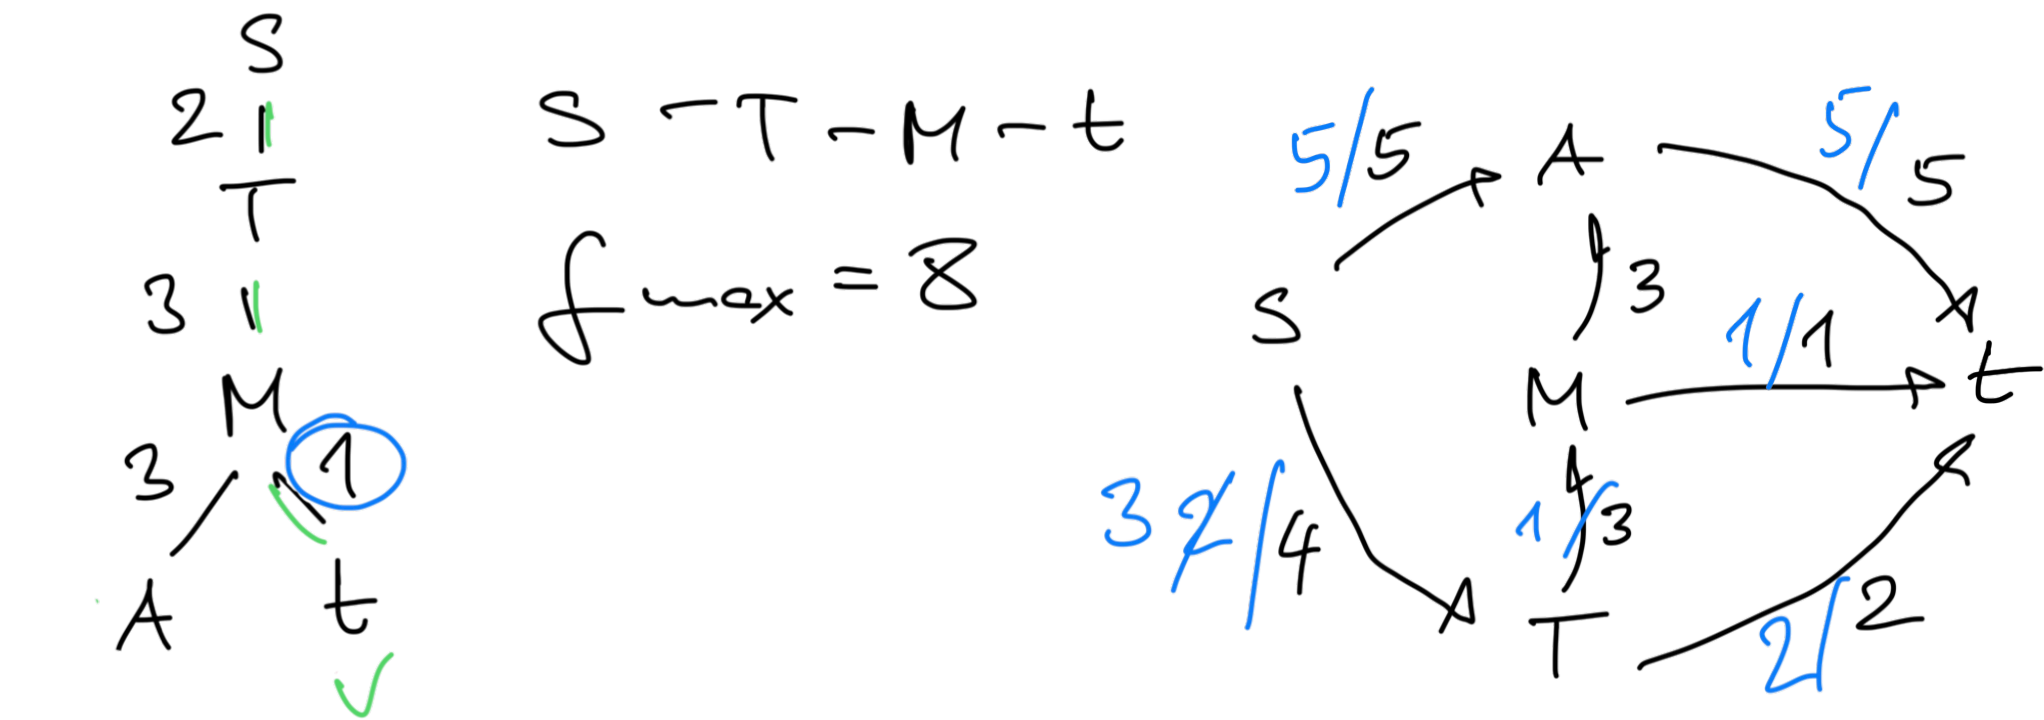 S
2
T
3
M
3 1
A t
S - T - M - t
f max = 8
5/5 A 5/5
3
S 1/1
M t
3 2/4 1/3
T 2/2